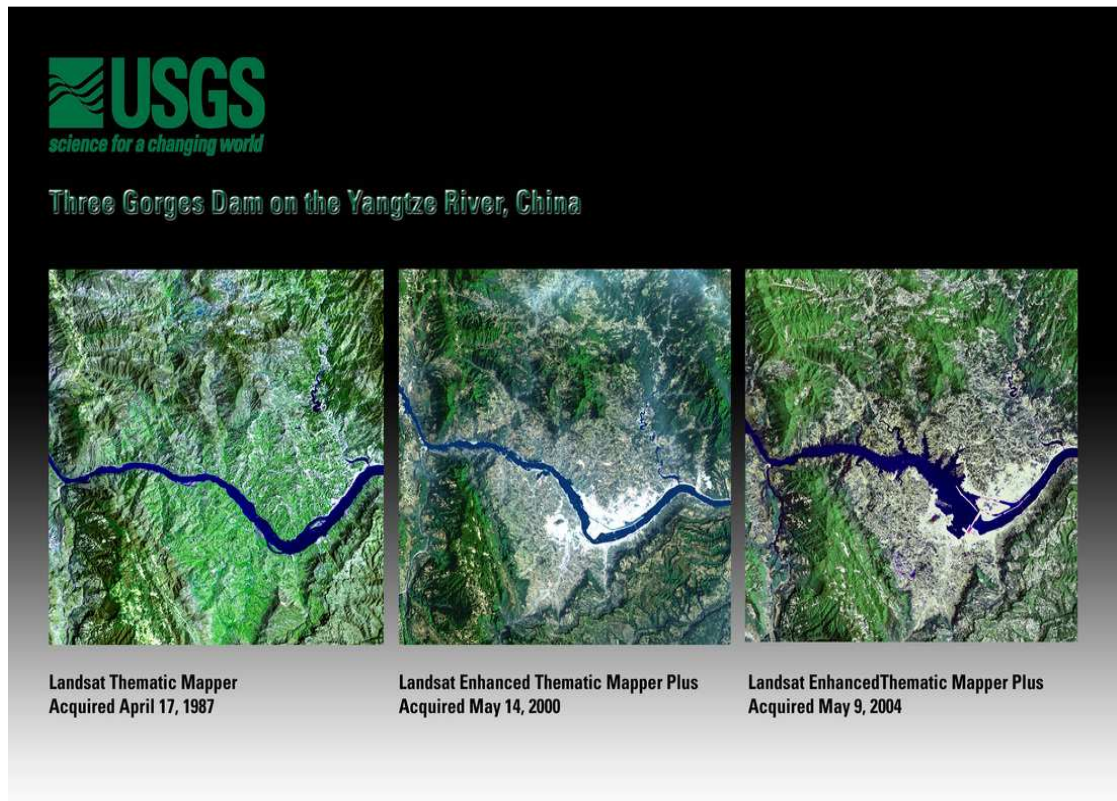 USGS
science for a changing world
Three Gorges Dam on the Yangtze River, China
Landsat Thematic Mapper
Acquired April 17, 1987
Landsat Enhanced Thematic Mapper Plus
Acquired May 14, 2000
Landsat EnhancedThematic Mapper Plus
Acquired May 9, 2004